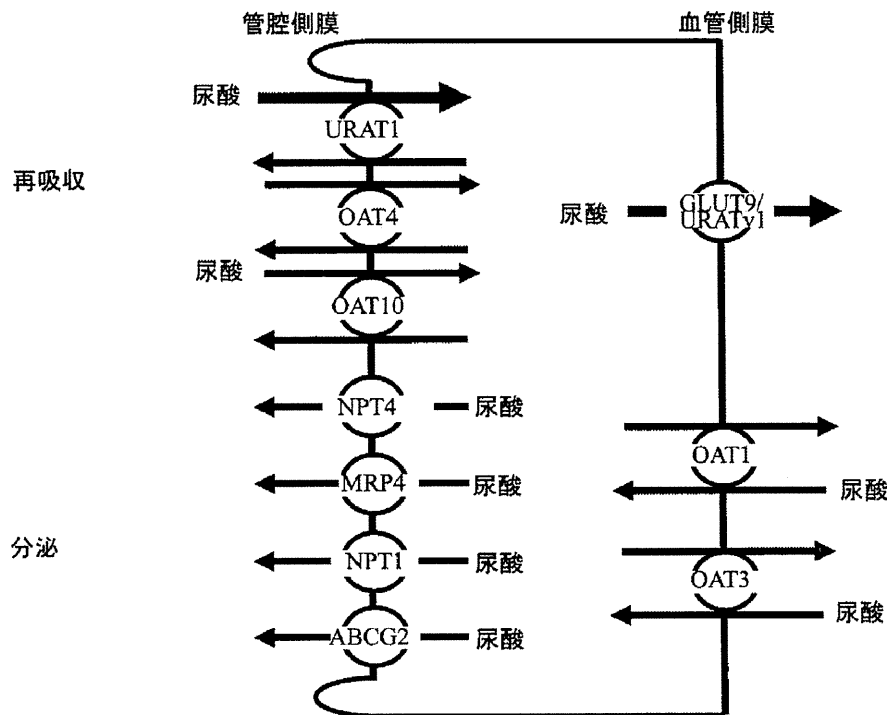 管腔側膜
血管側膜
尿酸
URAT1
再吸収
OAT4
尿酸
GLUT9/
URATv1
尿酸
OAT10
NPT4
尿酸
OAT1
MRP4
尿酸
尿酸
分泌
NPT1
尿酸
OAT3
尿酸
ABCG2
尿酸